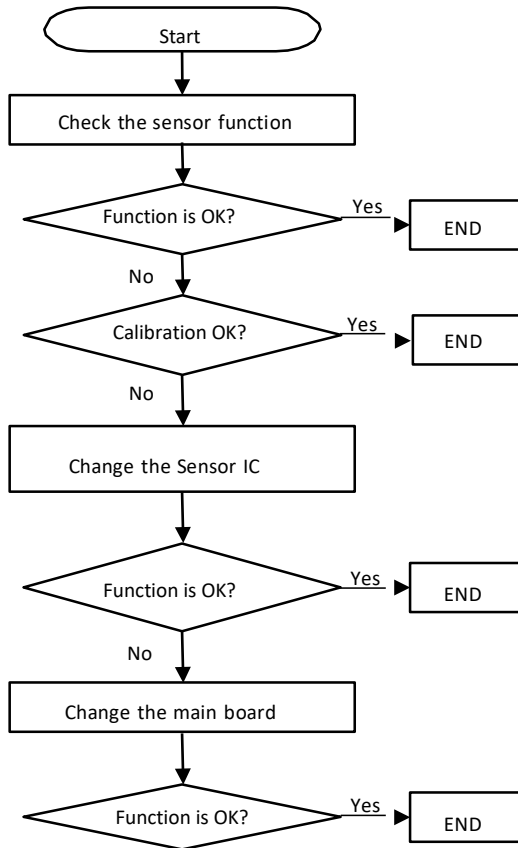 Start
Check the sensor function
Function is OK?
Yes
END
No
Calibration OK?
Yes
END
No
Change the Sensor IC
Function is OK?
Yes
END
No
Change the main board
Function is OK?
Yes
END